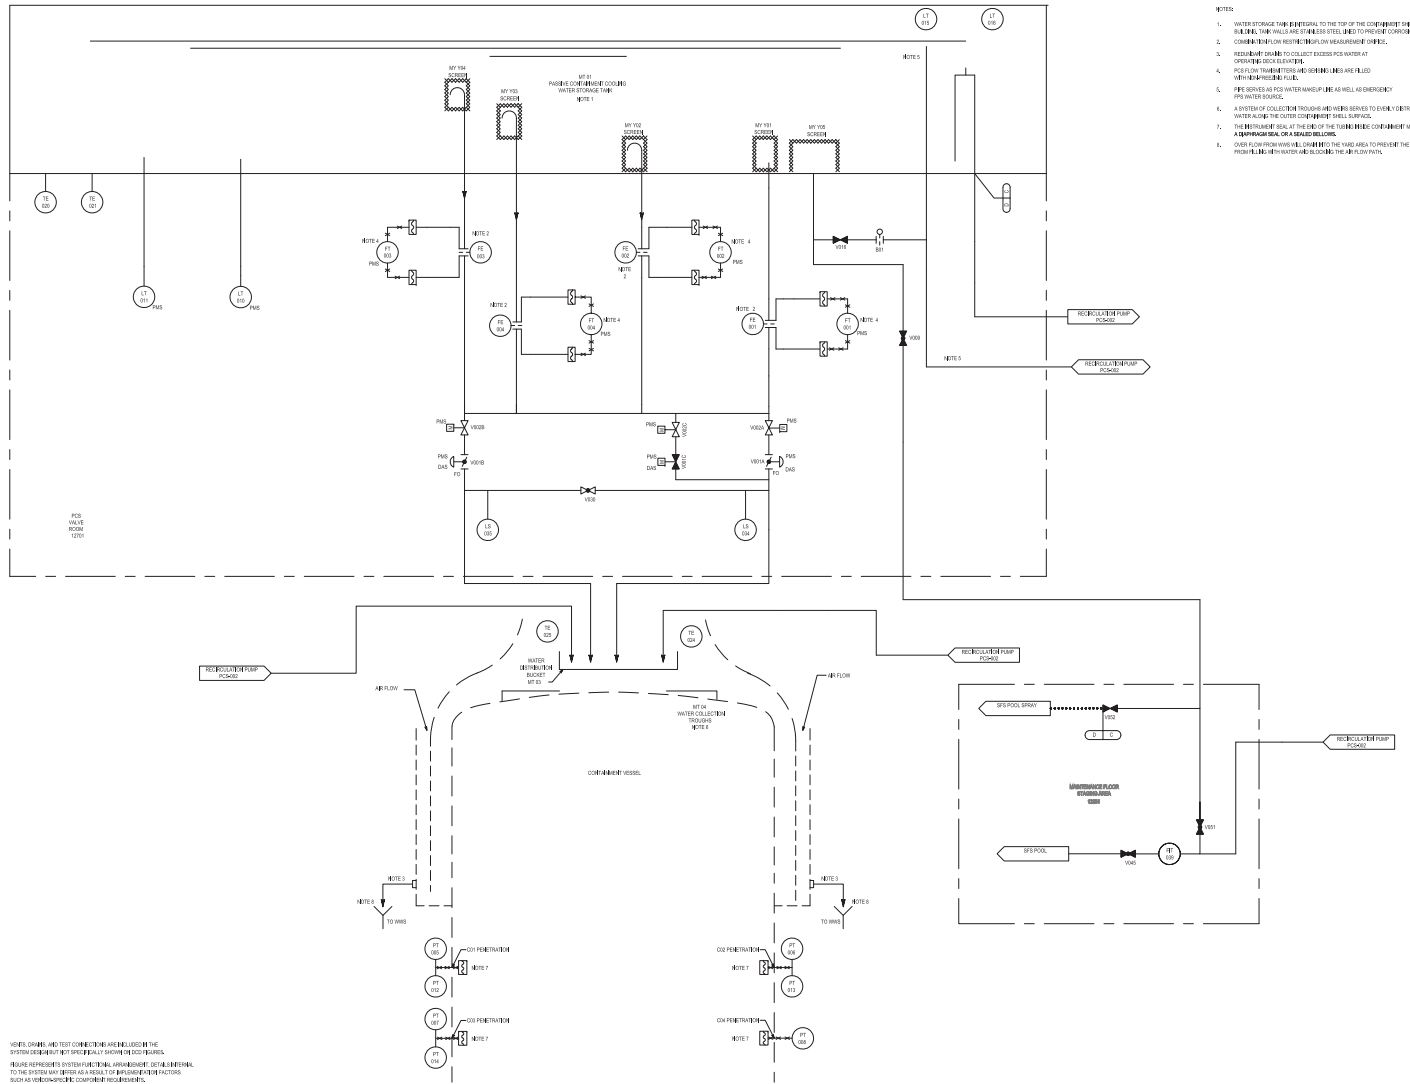 LT
015
LT
016
NOTES:
1. WATER STORAGE TANK IS INTEGRAL TO THE TOP OF THE CONTAINMENT
BUILDING. TANK WALLS ARE STAINLESS STEEL LINED TO PREVENT
2. COMBINATION FLOW RESTRICTING/FLOW MEASUREMENT ORIFICE.
3. REDUNDANT DRAINS TO COLLECT EXCESS PCS WATER AT
OPERATING DECK ELEVATION.
4. PCS FLOW TRANSMITTERS AND SENSING LINES ARE FILLED
WITH NON-FREEZING FLUID.
5. PIPE SERVES AS PCS WATER MAKEUP LINE AS WELL AS EMERGENCY
FPS WATER SOURCE.
6. A SYSTEM OF COLLECTION TROUGHS AND WEIRS SERVES TO EVENLY
WATER ALONG THE OUTER CONTAINMENT SHELL SURFACE.
7. THE INSTRUMENT SEAL AT THE END OF THE TUBING INSIDE CONTAINMENT
A DIAPHRAGM SEAL OR A SEALED BELLOWS.
8. OVER FLOW FROM WWS WILL DRAIN INTO THE YARD AREA TO PREVENT THE
FROM FILLING WITH WATER AND BLOCKING THE AIR FLOW PATH.
NOTE 5
MY Y04
SCREEN
MT 01
PASSIVE CONTAINMENT COOLING
WATER STORAGE TANK
NOTE 1
MY Y03
SCREEN
MY Y02
SCREEN
MY Y01
SCREEN
MY Y05
SCREEN
TE
020
TE
021
NOTE 4
FT
003
PMS
NOTE 2
FE
003
FE
002
NOTE
2
NOTE 4
FT
002
PMS
V016
B01
LT
011
PMS
LT
010
PMS
NOTE 2
FE
004
FT
004
NOTE 4
PMS
NOTE 2
FE
001
FT
001
NOTE 4
PMS
V009
RECIRCULATION PUMP
PCS-002
NOTE 5
RECIRCULATION PUMP
PCS-002
PMS
M
V002B
PMS
DAS
V001B
FO
PMS
M
V002C
PMS
M
DAS
V001C
V002A
M
PMS
V001A
PMS
DAS
FO
V030
LS
035
LS
034
PCS
VALVE
ROOM
12701
TE
025
TE
024
RECIRCULATION PUMP
PCS-002
WATER
DISTRIBUTION
BUCKET
MT 03
RECIRCULATION PUMP
PCS-002
AIR FLOW
AIR FLOW
MT 04
WATER COLLECTION
TROUGHS
NOTE 6
CONTAINMENT VESSEL
SFS POOL SPRAY
V052
D C
RECIRCULATION PUMP
PCS-002
MAINTENANCE FLOOR
STAGING AREA
V051
SFS POOL
V045
FIT
009
NOTE 3
NOTE 8
TO WWS
NOTE 3
NOTE 8
TO WWS
PT
005
C01 PENETRATION
NOTE 7
PT
012
C02 PENETRATION
NOTE 7
PT
006
PT
013
PT
007
C03 PENETRATION
NOTE 7
PT
014
C04 PENETRATION
NOTE 7
PT
008
VENTS, DRAINS, AND TEST CONNECTIONS ARE INCLUDED IN THE
SYSTEM DESIGN BUT NOT SPECIFICALLY SHOWN ON DCD FIGURES.
FIGURE REPRESENTS SYSTEM FUNCTIONAL ARRANGEMENT. DETAILS INTERNAL
TO THE SYSTEM MAY DIFFER AS A RESULT OF IMPLEMENTATION FACTORS
SUCH AS VENDOR-SPECIFIC COMPONENT REQUIREMENTS.